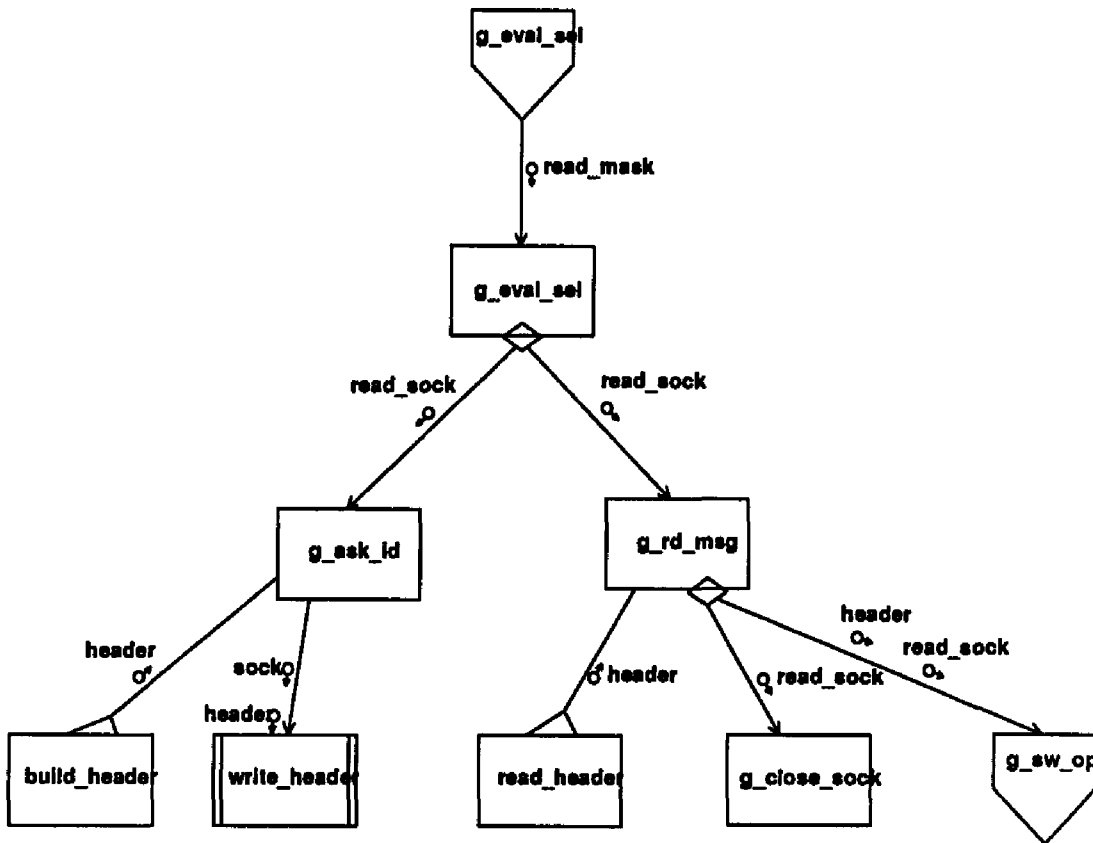 g_eval_sel
read_mask
g_eval_sel
read_sock
read_sock
g_ask_id
g_rd_msg
header
sock
header
header
read_sock
header
read_sock
build_header
write_header
read_header
g_close_sock
g_sw_op